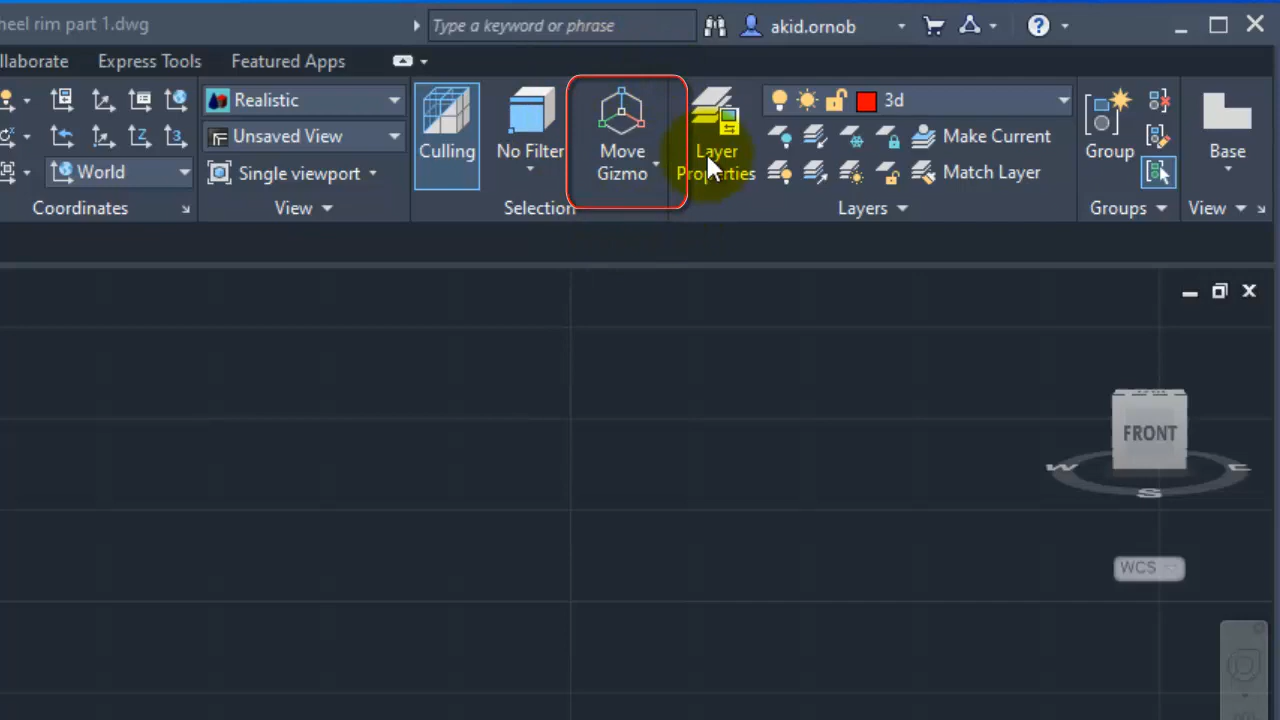 heel rim part 1.dwg
Type a keyword or phrase
akid.ornob
llaborate
Express Tools
Featured Apps
Realistic
Unsaved View
World
Single viewport
Coordinates
View
Culling
No Filter
Move
Gizmo
Selection
Layer
Properties
3d
Make Current
Match Layer
Layers
Group
Groups
Base
View
FRONT
W
E
S
WCS